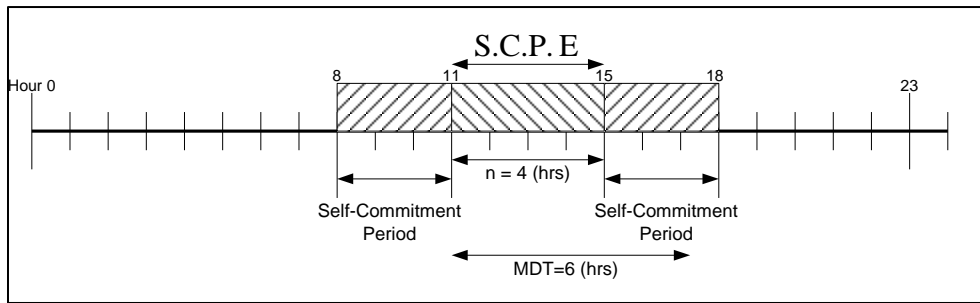 S.C.P. E
Hour 0
8
11
15
18
23
n = 4 (hrs)
Self-Commitment
Period
Self-Commitment
Period
MDT=6 (hrs)